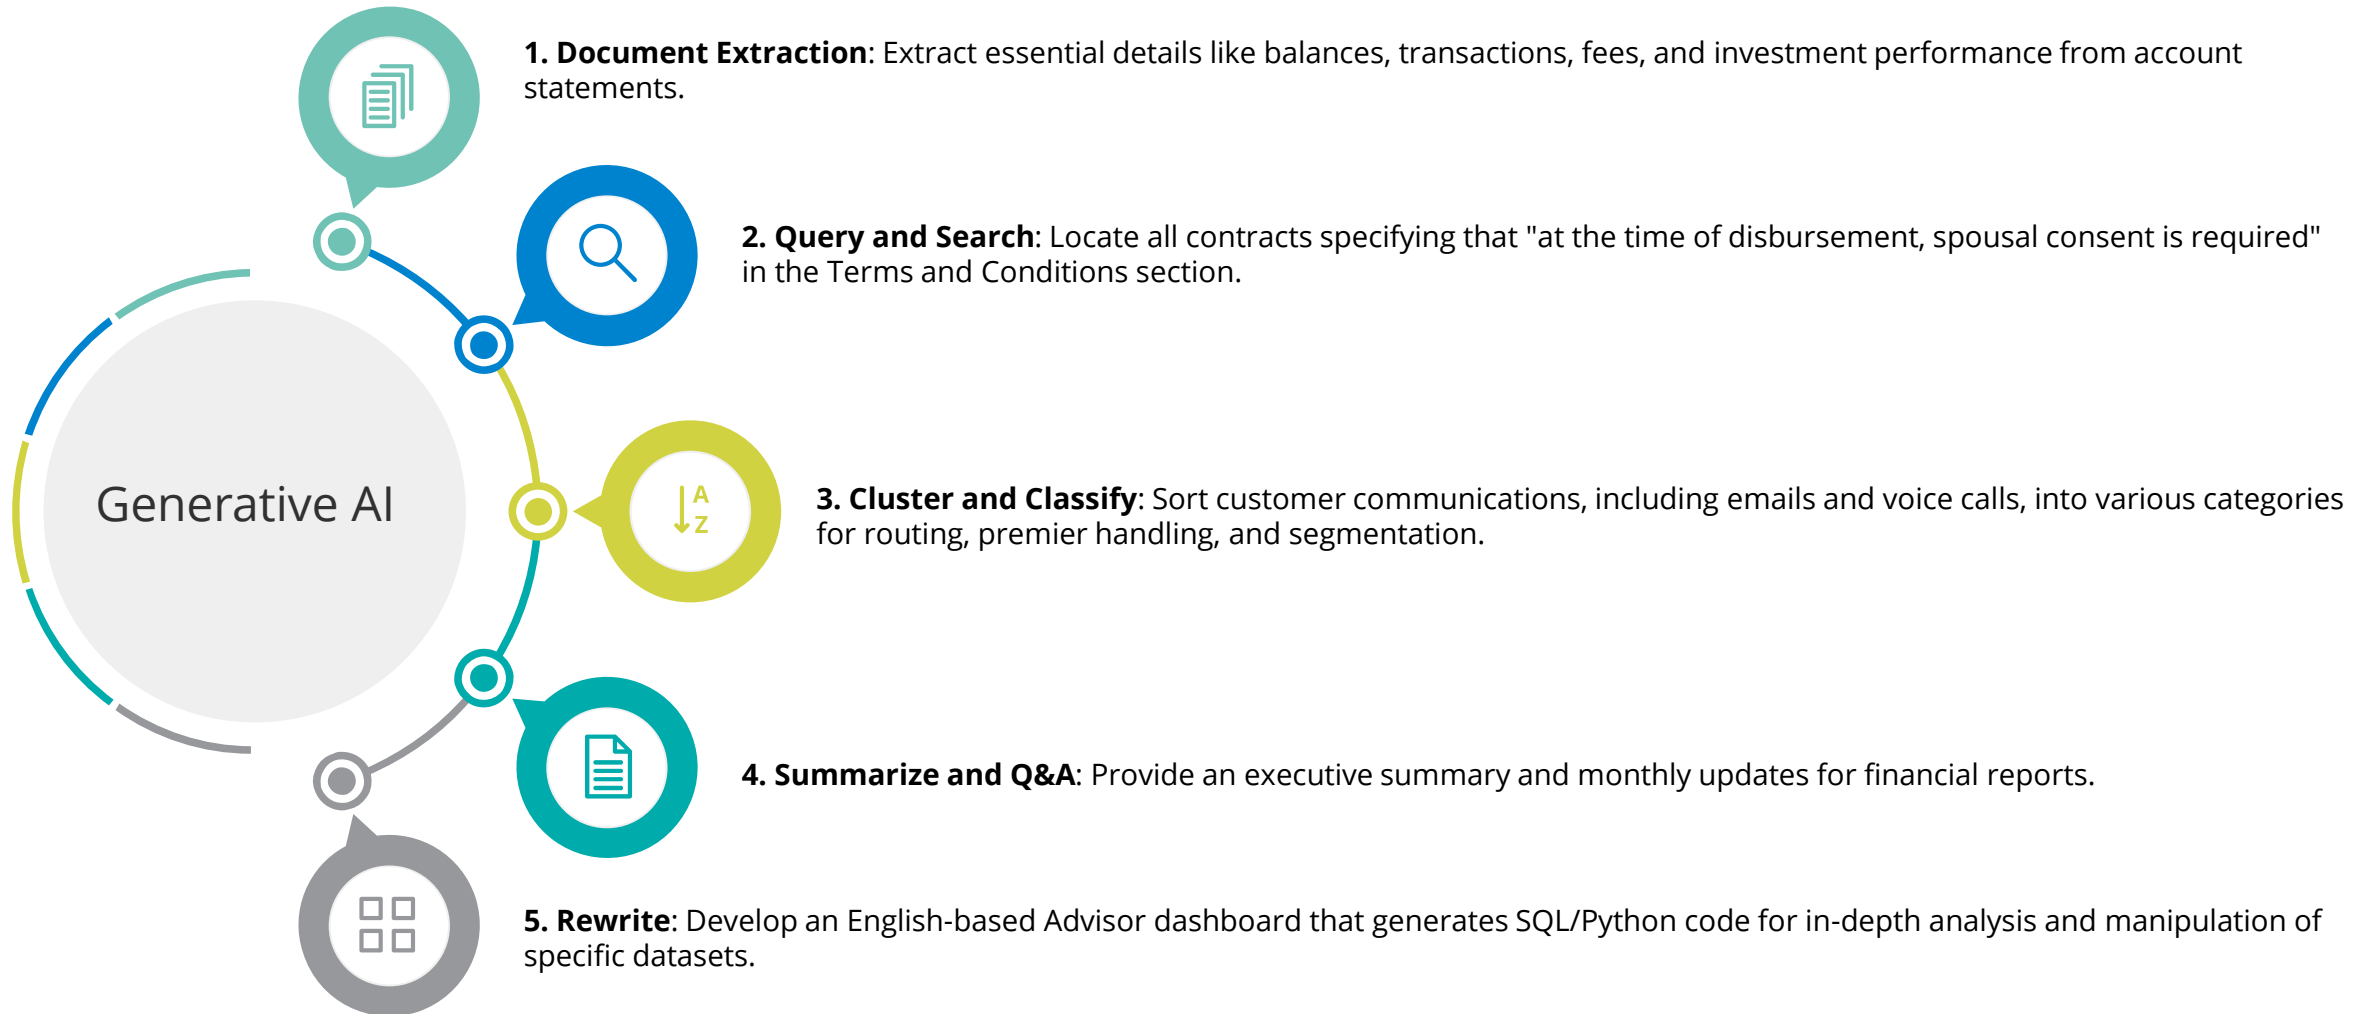 1. Document Extraction: Extract essential details like balances, transactions, fees, and investment performance from account
statements.
2. Query and Search: Locate all contracts specifying that "at the time of disbursement, spousal consent is required"
in the Terms and Conditions section.
Generative AI
A
Z
3. Cluster and Classify: Sort customer communications, including emails and voice calls, into various categories
for routing, premier handling, and segmentation.
4. Summarize and Q&A: Provide an executive summary and monthly updates for financial reports.
5. Rewrite: Develop an English-based Advisor dashboard that generates SQL/Python code for in-depth analysis and manipulation of
specific datasets.